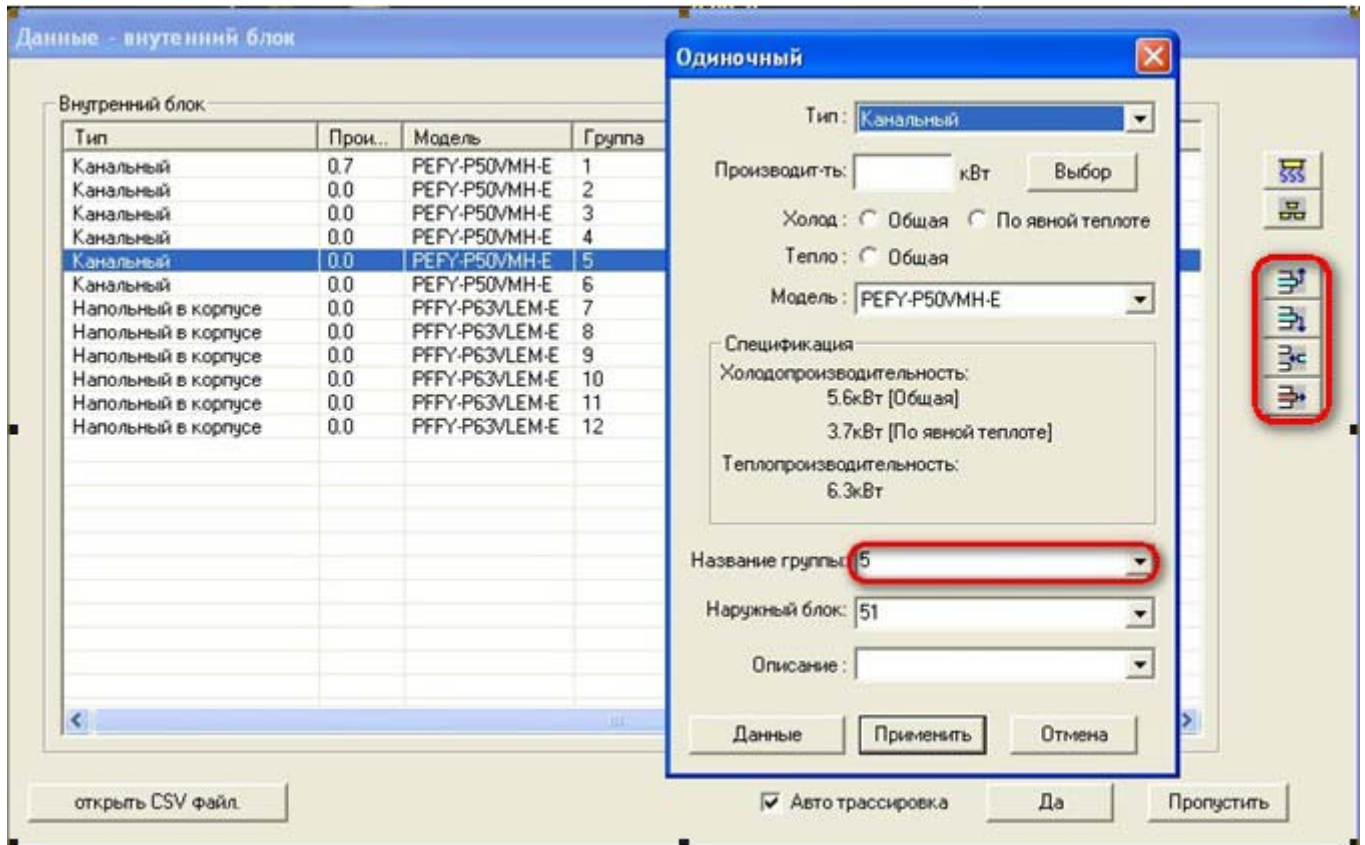 Данные - внутенний блок
Внутренний блок
Тип Прои... Модель Группа
Канальный 0.7 PEFY-P50VMH-E 1
Канальный 0.0 PEFY-P50VMH-E 2
Канальный 0.0 PEFY-P50VMH-E 3
Канальный 0.0 PEFY-P50VMH-E 4
Канальный 0.0 PEFY-P50VMH-E 5
Канальный 0.0 PEFY-P50VMH-E 6
Напольный в корпусе 0.0 PFFY-P63VLEM-E 7
Напольный в корпусе 0.0 PFFY-P63VLEM-E 8
Напольный в корпусе 0.0 PFFY-P63VLEM-E 9
Напольный в корпусе 0.0 PFFY-P63VLEM-E 10
Напольный в корпусе 0.0 PFFY-P63VLEM-E 11
Напольный в корпусе 0.0 PFFY-P63VLEM-E 12
Одиночный
Тип : Канальный
Производит-ть: кВт Выбор
Холод : Общая По явной теплоте
Тепло : Общая
Модель : PEFY-P50VMH-E
Спецификация
Холодопроизводительность:
5.6кВт [Общая]
3.7кВт [По явной теплоте]
Теплопроизводительность:
6.3кВт
Название группы: 5
Наружный блок: 51
Описание :
Данные Применить Отмена
открыть CSV файл. Авто трассировка Да Пропустить